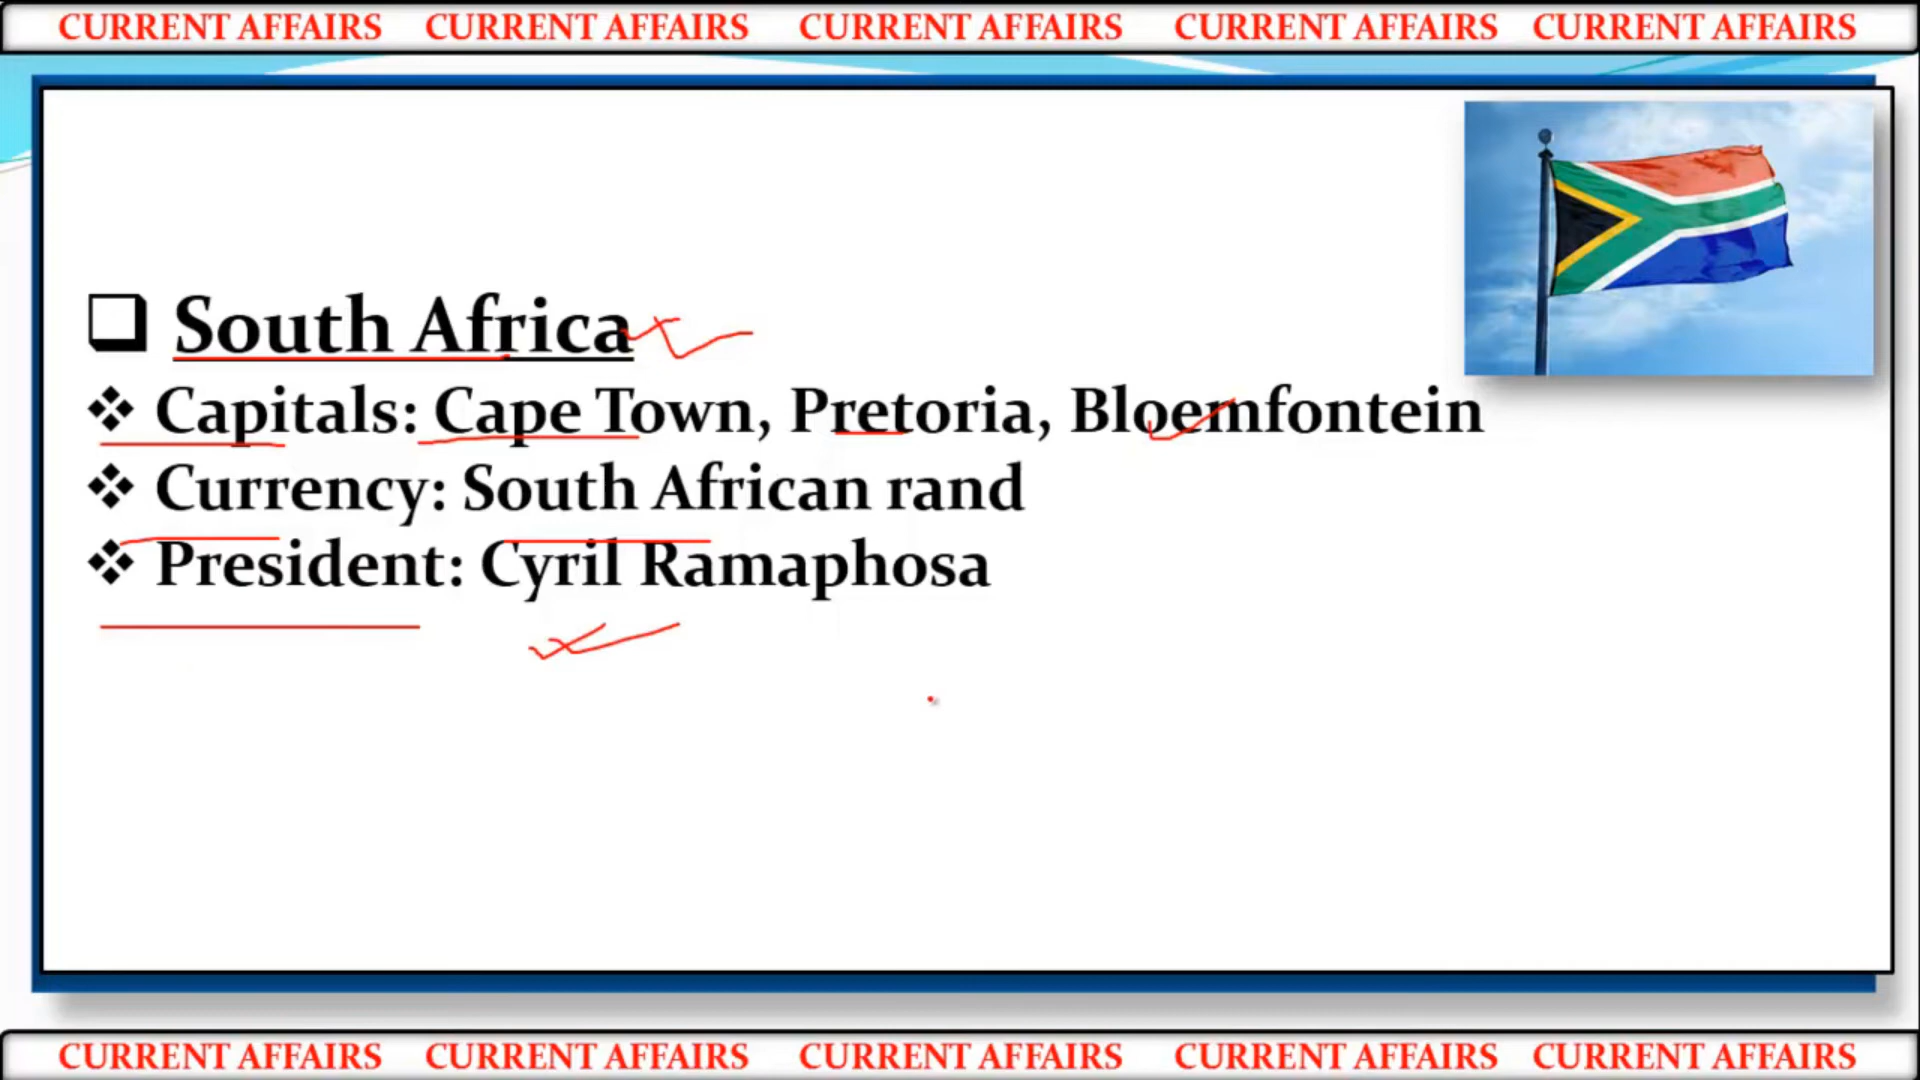 CURRENT AFFAIRS CURRENT AFFAIRS CURRENT AFFAIRS CURRENT AFFAIRS CURRENT AFFAIRS
South Africa
Capitals: Cape Town, Pretoria, Bloemfontein
Currency: South African rand
President: Cyril Ramaphosa
CURRENT AFFAIRS CURRENT AFFAIRS CURRENT AFFAIRS CURRENT AFFAIRS CURRENT AFFAIRS